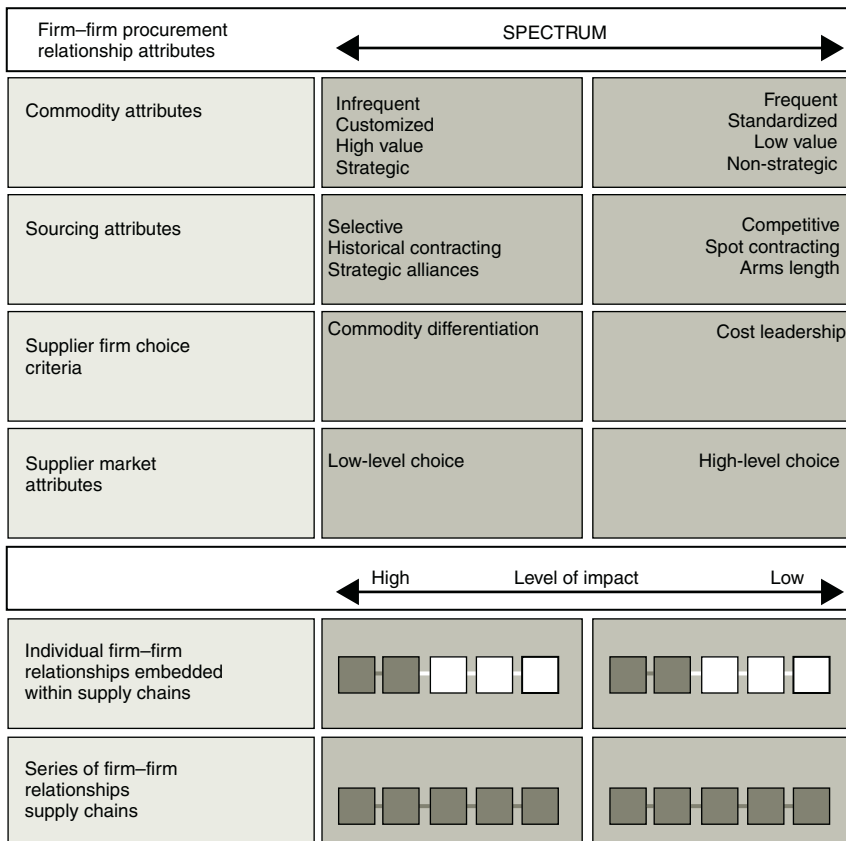 Firm–firm procurement
relationship attributes
SPECTRUM
Commodity attributes
Infrequent
Customized
High value
Strategic
Frequent
Standardized
Low value
Non-strategic
Sourcing attributes
Selective
Historical contracting
Strategic alliances
Competitive
Spot contracting
Arms length
Supplier firm choice
criteria
Commodity differentiation
Cost leadership
Supplier market
attributes
Low-level choice
High-level choice
High Level of impact Low
Individual firm–firm
relationships embedded
within supply chains
Series of firm–firm
relationships
supply chains